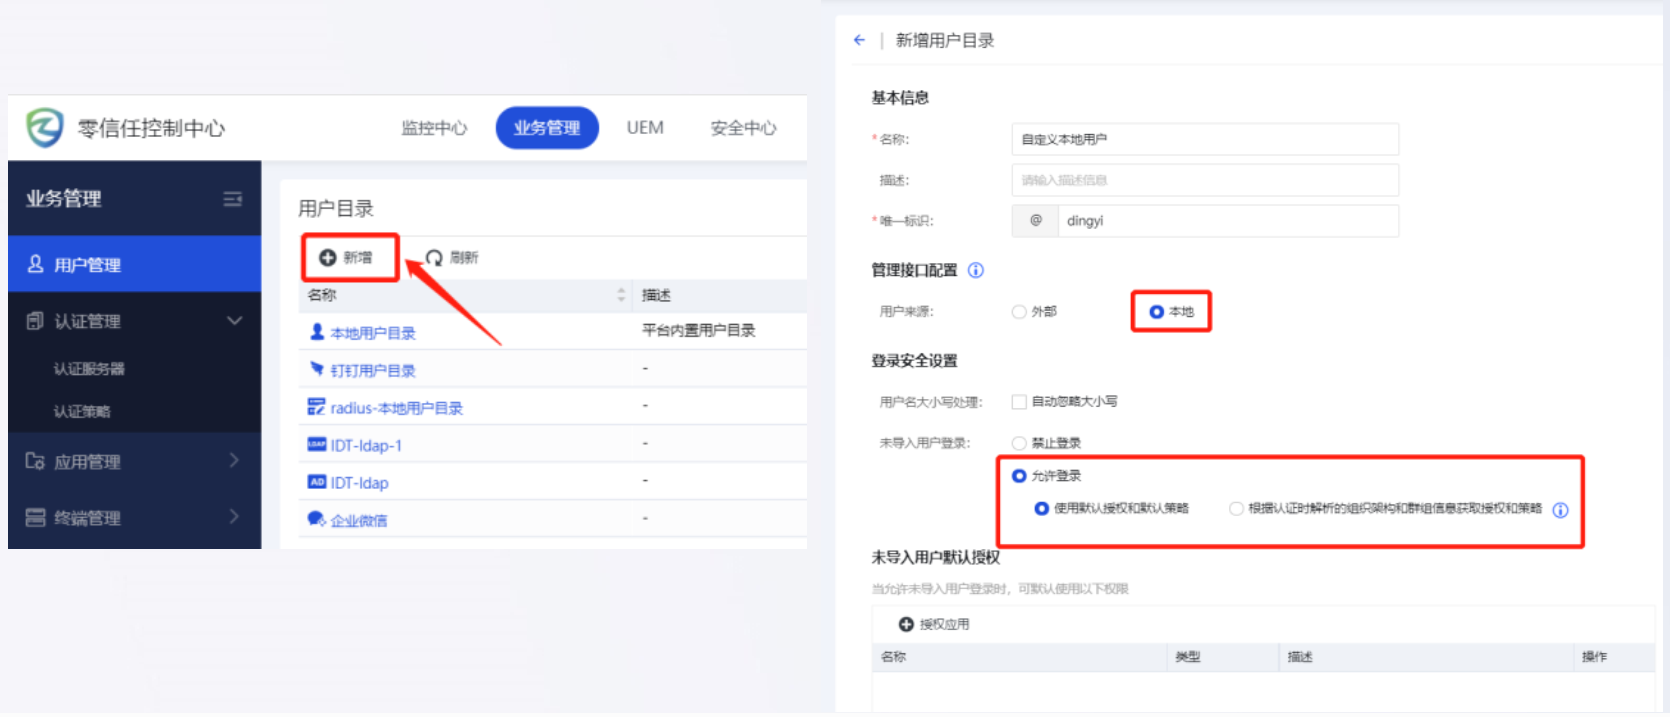 零信任控制中心
监控中心
业务管理
UEM
安全中心
业务管理
用户管理
认证管理
认证服务器
认证策略
应用管理
终端管理
用户目录
新增
刷新
名称
描述
本地用户目录
平台内置用户目录
钉钉用户目录
-
radius-本地用户目录
-
LDAP IDT-ldap-1
-
AD IDT-ldap
-
企业微信
-
新增用户目录
基本信息
* 名称: 自定义本地用户
描述: 请输入描述信息
* 唯一标识: @ dingyi
管理接口配置
用户来源: 外部 本地
登录安全设置
用户名大小写处理: 自动忽略大小写
未导入用户登录: 禁止登录
允许登录
使用默认授权和默认策略 根据认证时解析的组织架构和群组信息获取授权和策略
未导入用户默认授权
当允许未导入用户登录时，可默认使用以下权限
授权应用
名称 类型 描述 操作